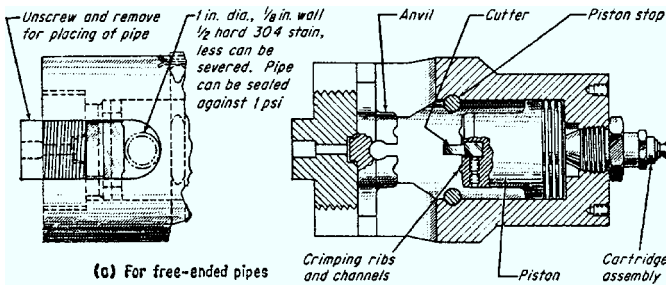 Unscrew and remove
for placing of pipe
1 in. dia., 1/8 in. wall
1/2 hard 304 stain,
less can be
severed. Pipe
can be sealed
against 1 psi
Anvil
Cutter
Piston stop
(a) For free-ended pipes
Crimping ribs
and channels
Piston
Cartridge
assembly